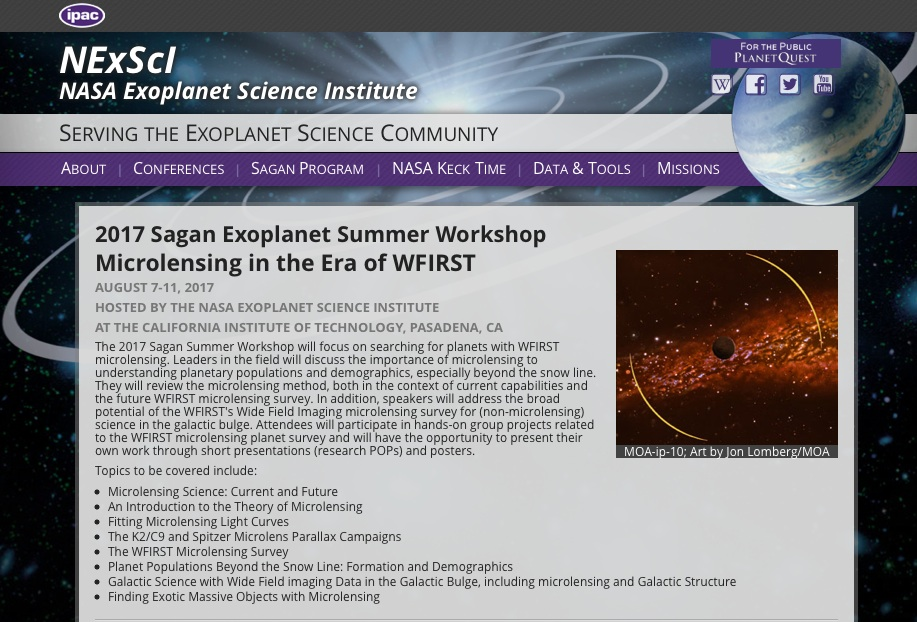 ipac
NExScI
NASA Exoplanet Science Institute
FOR THE PUBLIC
PLANETQUEST
W
f
You
Tube
SERVING THE EXOPLANET SCIENCE COMMUNITY
ABOUT | CONFERENCES | SAGAN PROGRAM | NASA KECK TIME | DATA & TOOLS | MISSIONS
2017 Sagan Exoplanet Summer Workshop
Microlensing in the Era of WFIRST
AUGUST 7-11, 2017
HOSTED BY THE NASA EXOPLANET SCIENCE INSTITUTE
AT THE CALIFORNIA INSTITUTE OF TECHNOLOGY, PASADENA, CA
The 2017 Sagan Summer Workshop will focus on searching for planets with WFIRST
microlensing. Leaders in the field will discuss the importance of microlensing to
understanding planetary populations and demographics, especially beyond the snow line.
They will review the microlensing method, both in the context of current capabilities and
the future WFIRST microlensing survey. In addition, speakers will address the broad
potential of the WFIRST's Wide Field Imaging microlensing survey for (non-microlensing)
science in the galactic bulge. Attendees will participate in hands-on group projects related
to the WFIRST microlensing planet survey and will have the opportunity to present their
own work through short presentations (research POPs) and posters.
MOA-ip-10; Art by Jon Lomberg/MOA
Topics to be covered include:
• Microlensing Science: Current and Future
• An Introduction to the Theory of Microlensing
• Fitting Microlensing Light Curves
• The K2/C9 and Spitzer Microlens Parallax Campaigns
• The WFIRST Microlensing Survey
• Planet Populations Beyond the Snow Line: Formation and Demographics
• Galactic Science with Wide Field imaging Data in the Galactic Bulge, including microlensing and Galactic Structure
• Finding Exotic Massive Objects with Microlensing